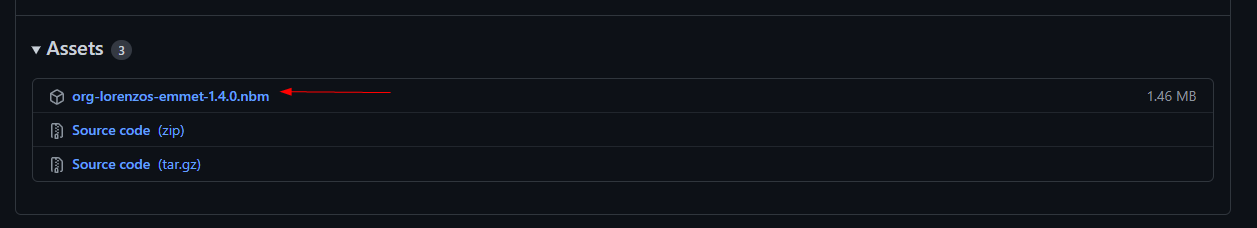 Assets 3
org-lorenzos-emmet-1.4.0.nbm 1.46 MB
Source code (zip)
Source code (tar.gz)